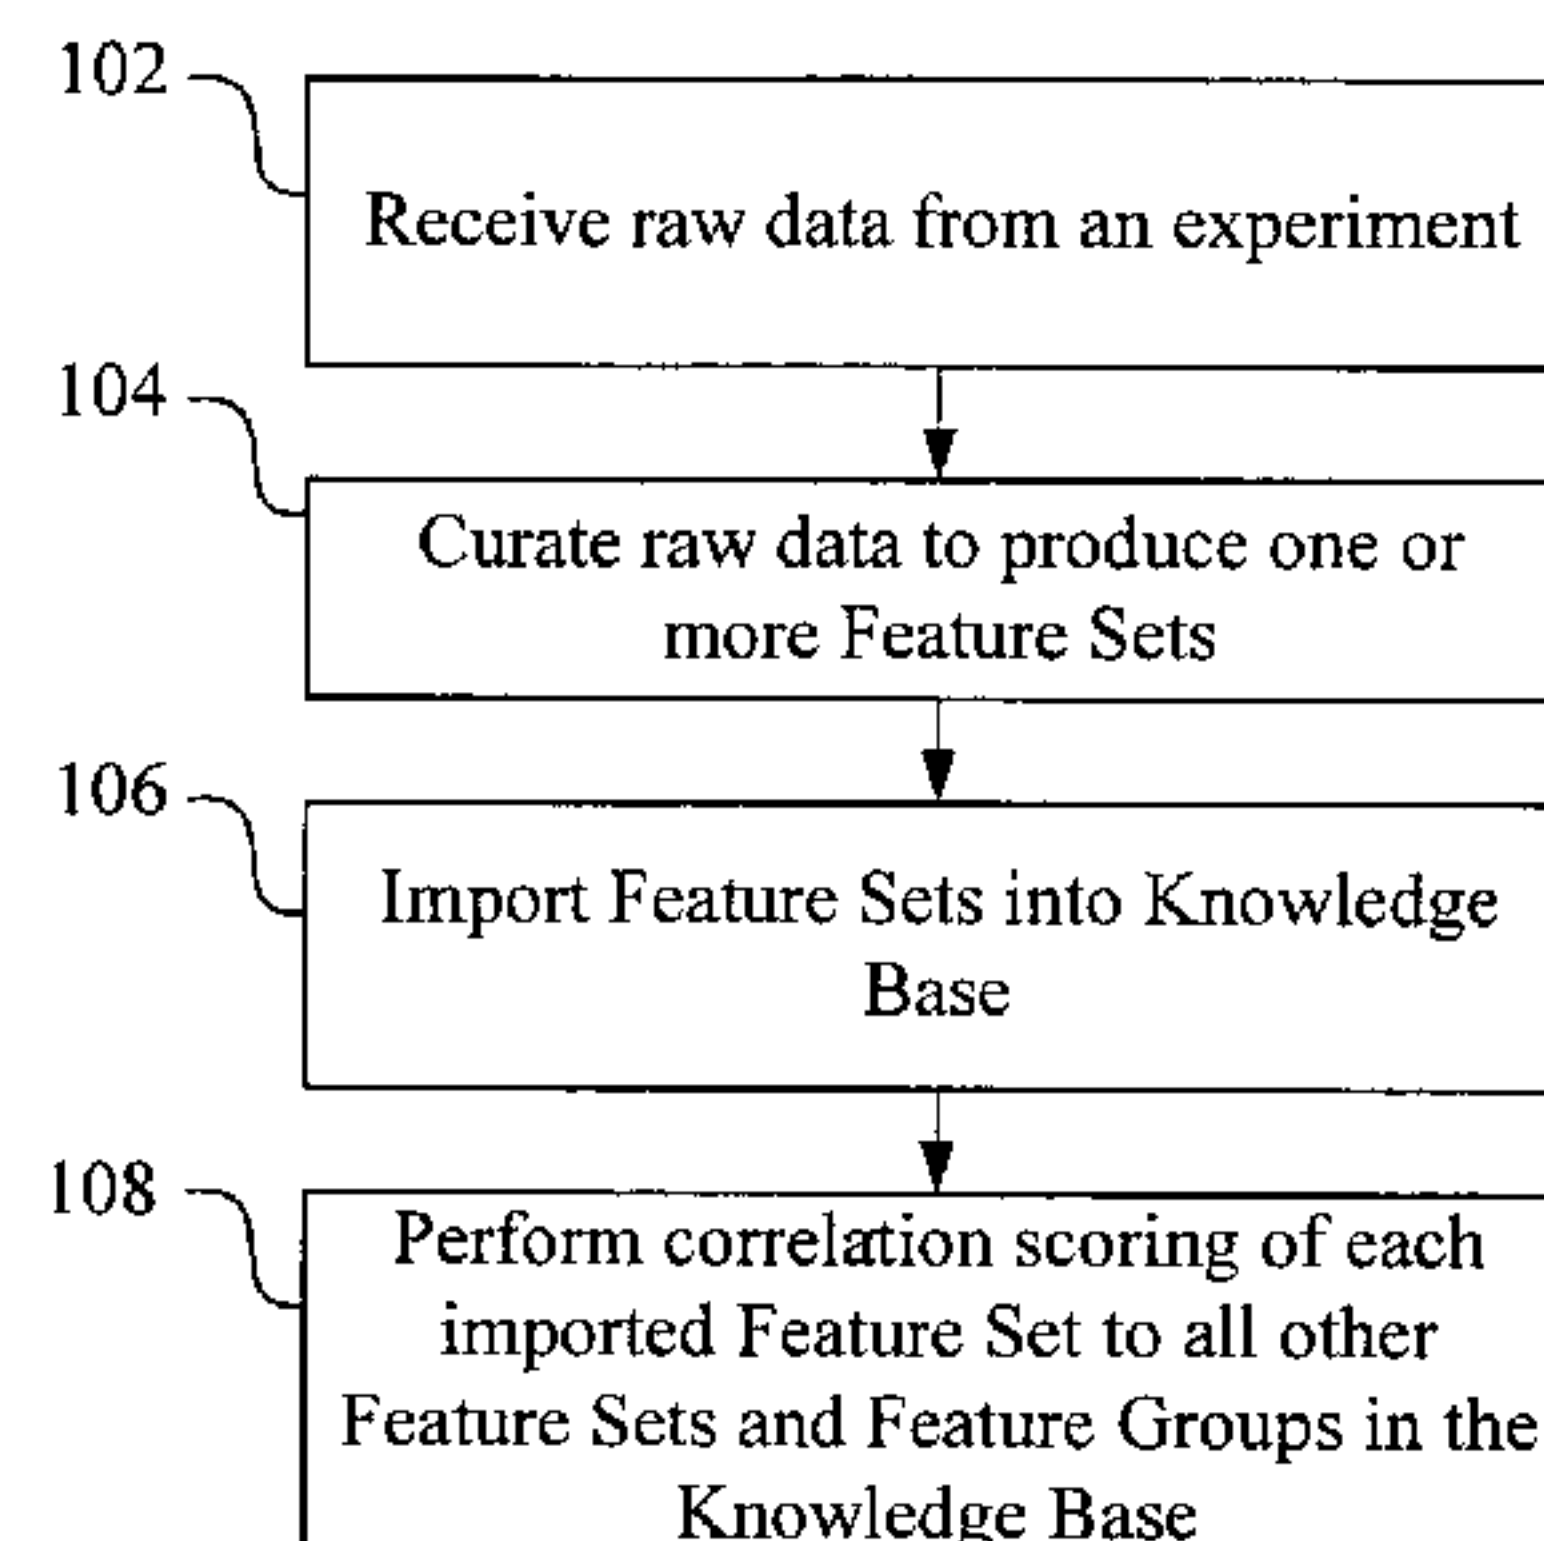 102
Receive raw data from an experiment
104
Curate raw data to produce one or
more Feature Sets
106
Import Feature Sets into Knowledge
Base
108
Perform correlation scoring of each
imported Feature Set to all other
Feature Sets and Feature Groups in the
Knowledge Base